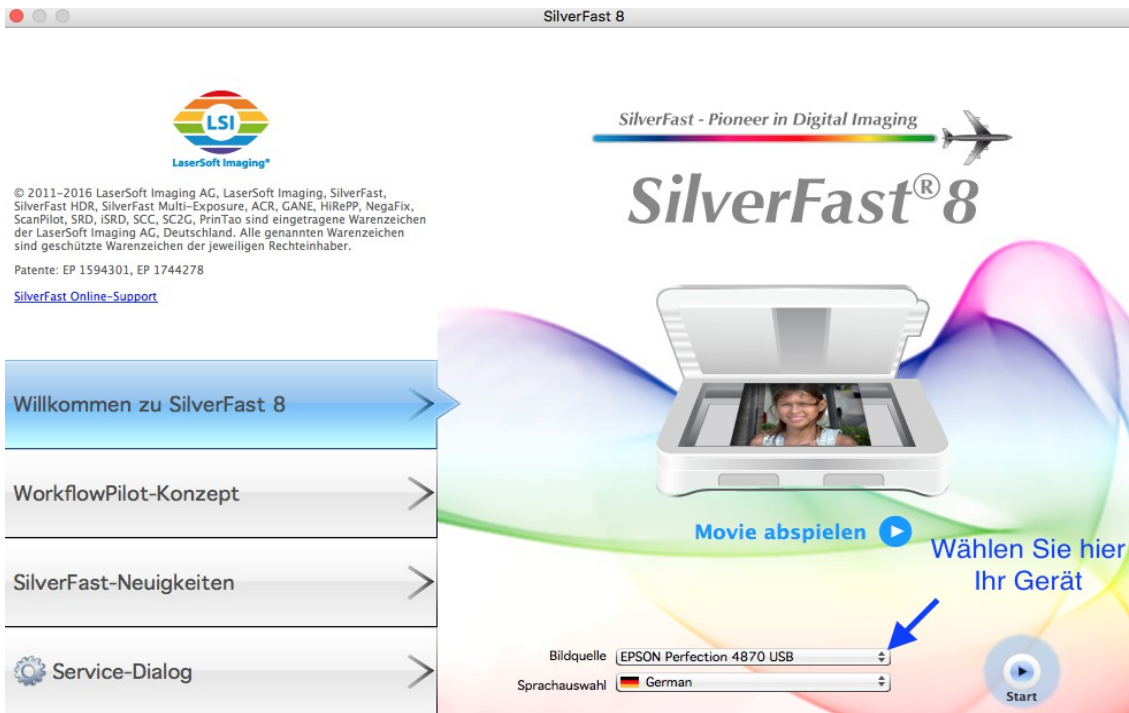 SilverFast 8
LSI
LaserSoft Imaging®
© 2011-2016 LaserSoft Imaging AG, LaserSoft Imaging, SilverFast,
SilverFast HDR, SilverFast Multi-Exposure, ACR, GANE, HiRePP, NegaFix,
ScanPilot, SRD, iSRD, SCC, SC2G, PrinTao sind eingetragene Warenzeichen
der LaserSoft Imaging AG, Deutschland. Alle genannten Warenzeichen
sind geschützte Warenzeichen der jeweiligen Rechteinhaber.
Patente: EP 1594301, EP 1744278
SilverFast Online-Support
Willkommen zu SilverFast 8
WorkflowPilot-Konzept
SilverFast-Neuigkeiten
Service-Dialog
SilverFast - Pioneer in Digital Imaging
SilverFast®8
Movie abspielen
Wählen Sie hier
Ihr Gerät
Bildquelle EPSON Perfection 4870 USB
Sprachauswahl German
Start